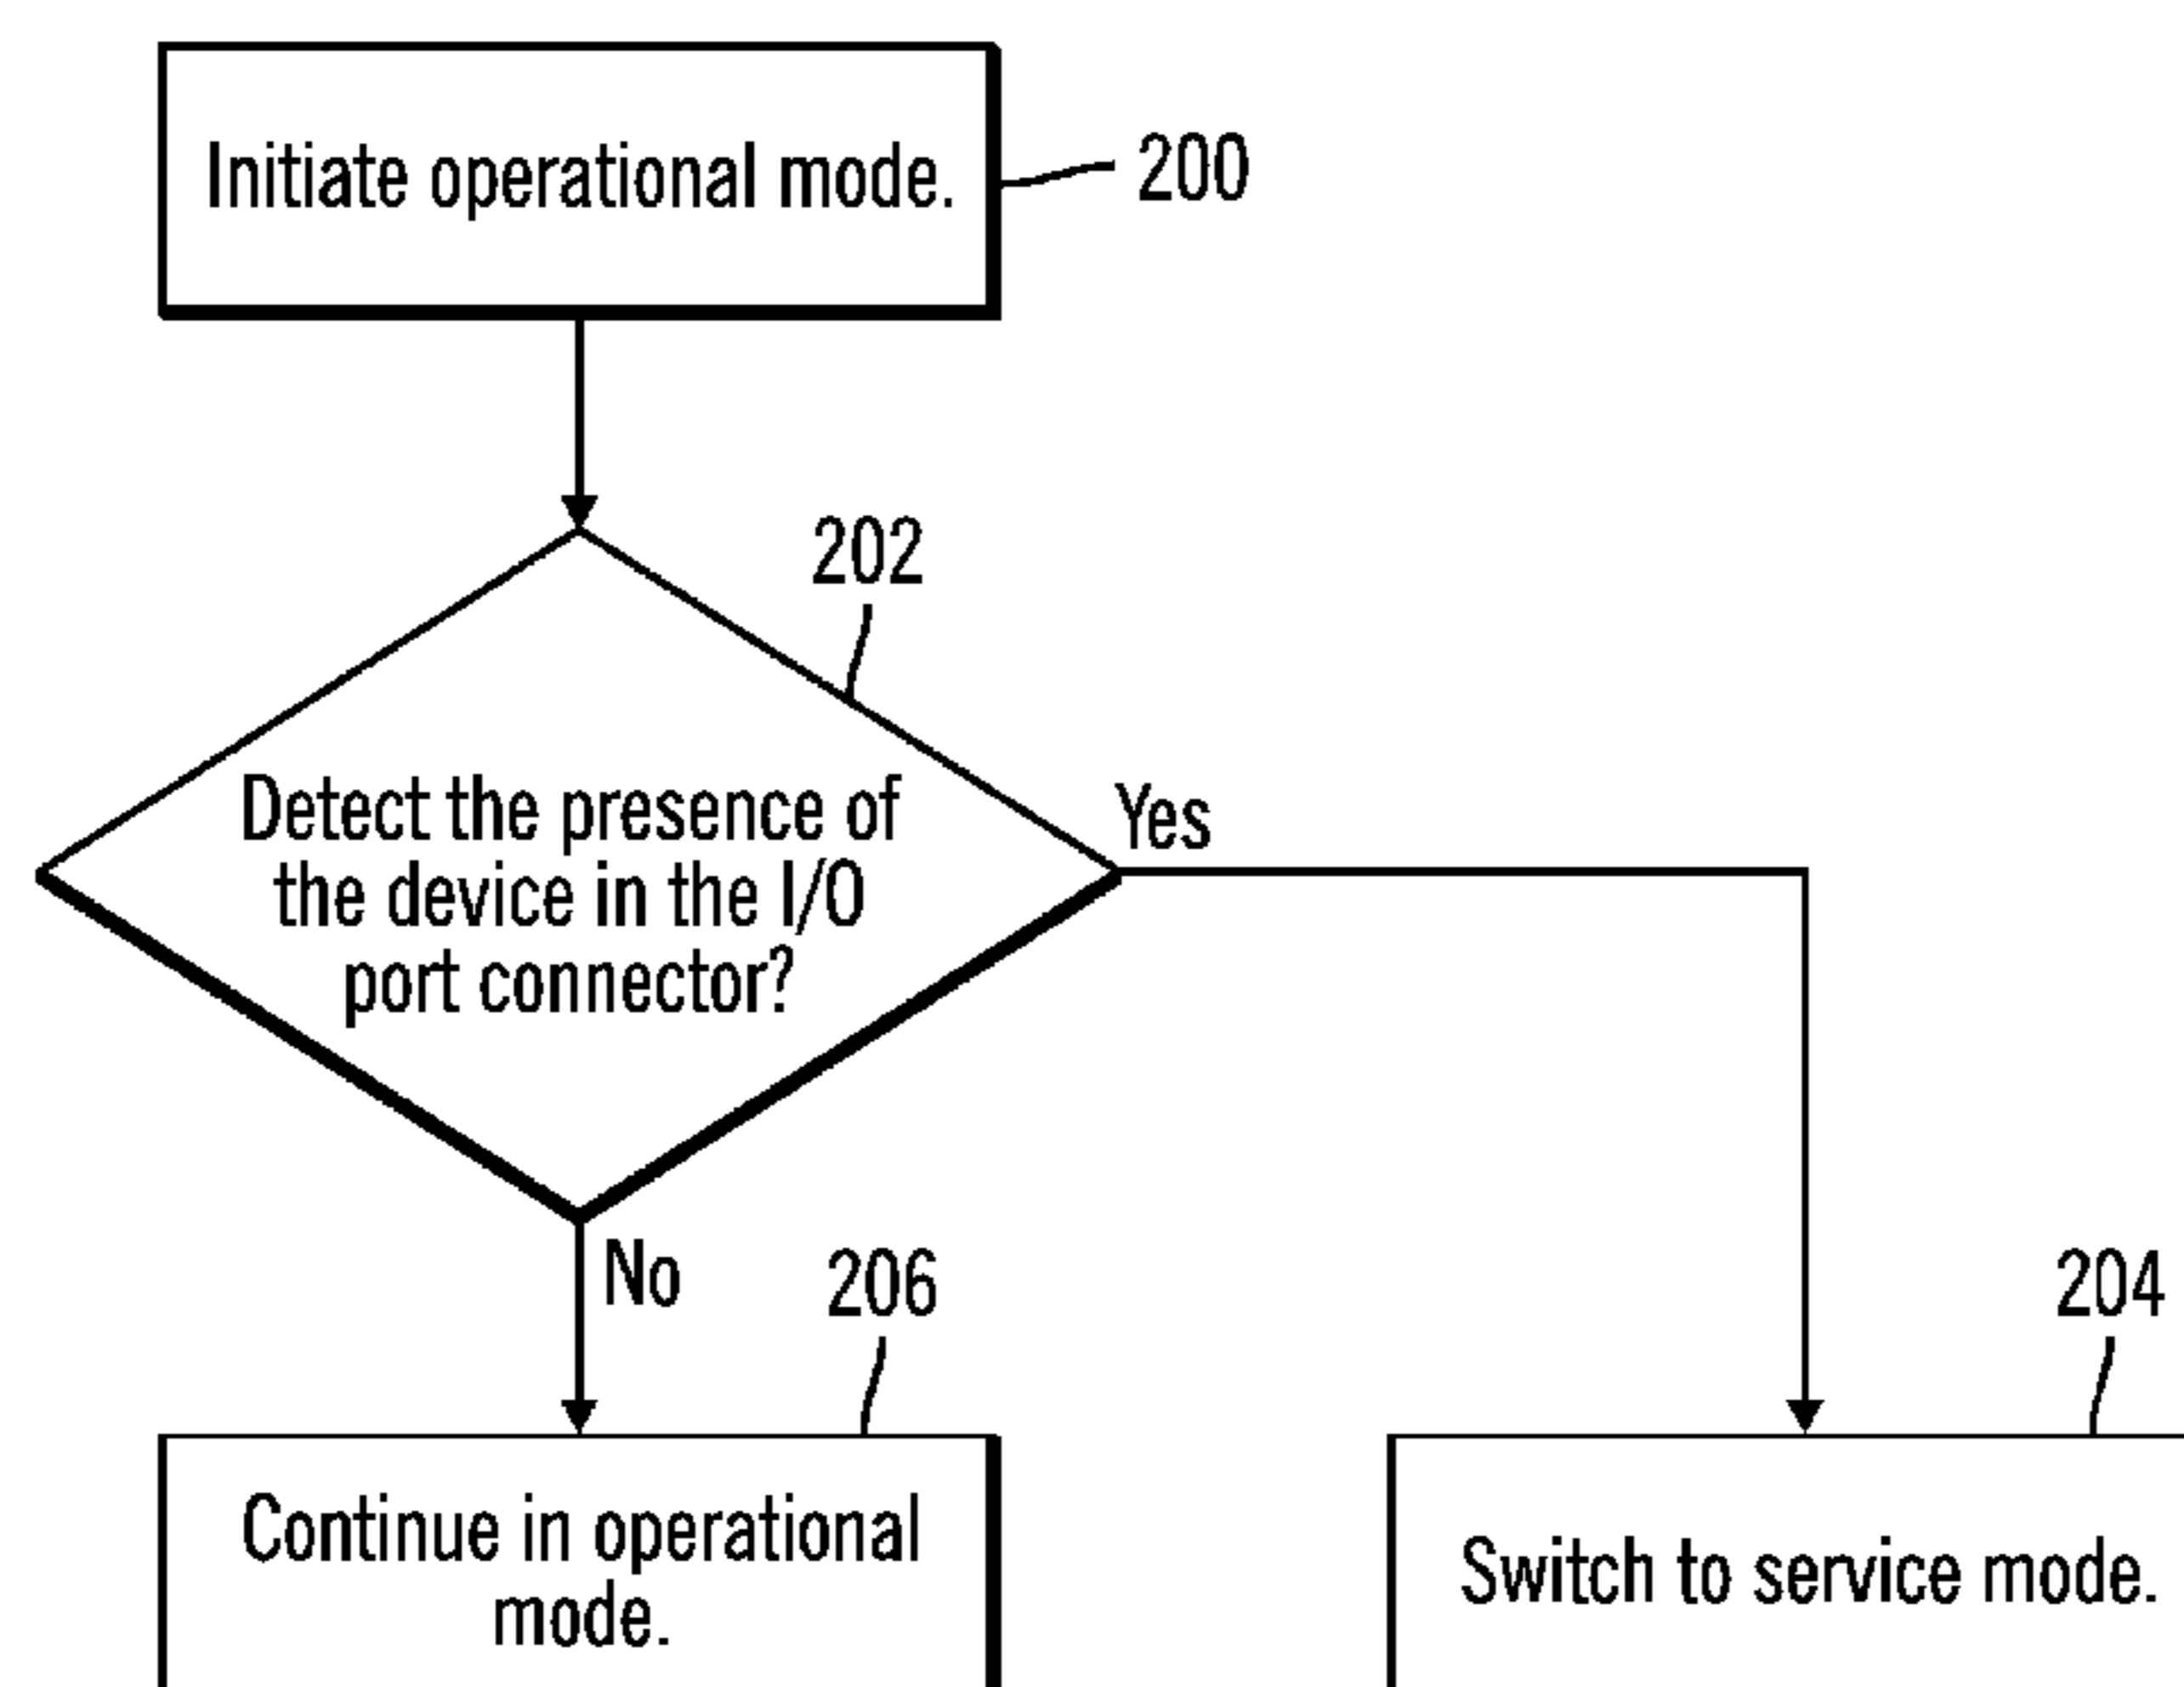 Initiate operational mode.
200
202
Detect the presence of
the device in the I/O
port connector?
Yes
No
206
204
Continue in operational
mode.
Switch to service mode.